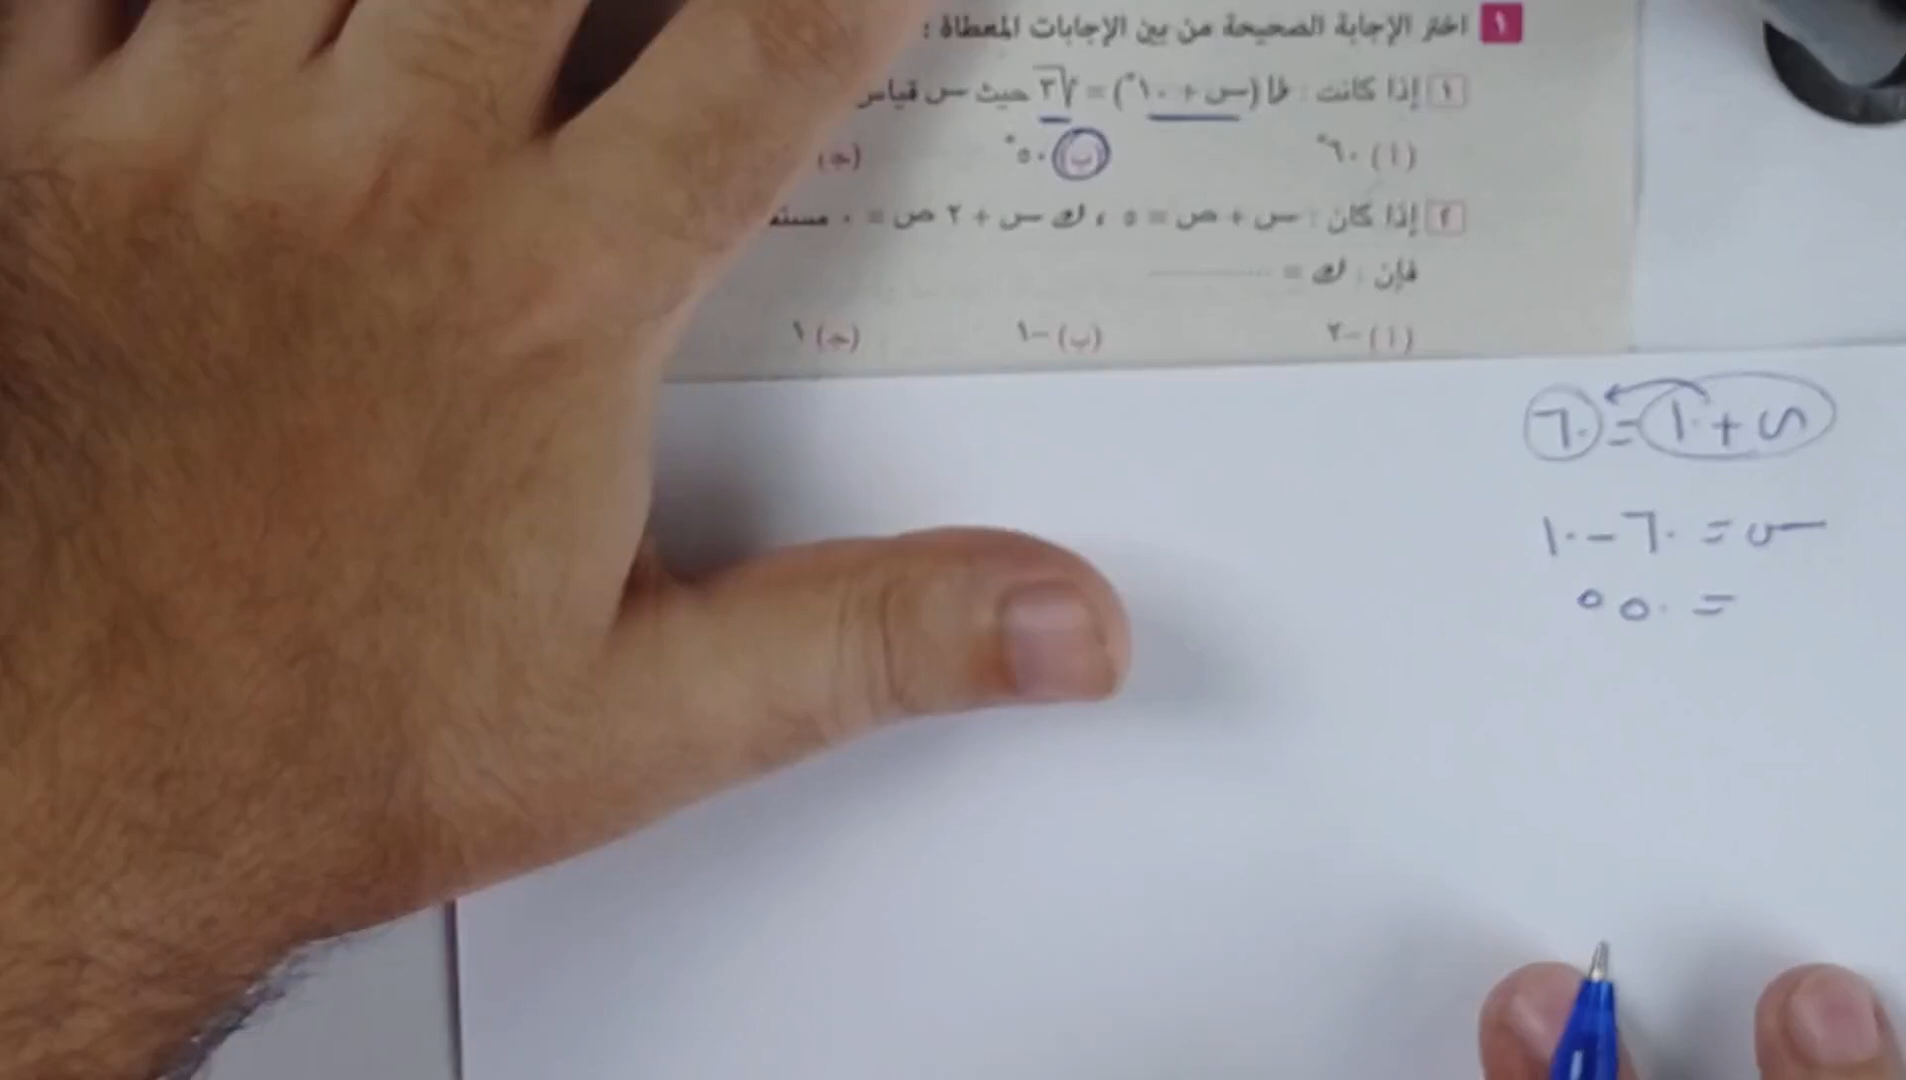 ١ اختر الإجابة الصحيحة من بين الإجابات المعطاة :
١ إذا كانت : طا (س + ١٠°) = √٣ حيث س قياس
(أ) ٦٠° (ب) ٥٠° (جـ)
٢ إذا كان : س + ص = ٥ ، ك س + ٢ ص = ٠
فإن : ك = ............
(أ) -٢ (ب) -١ (جـ) ١
س + ١٠ = ٦٠
س = ٦٠ - ١٠
= ٥٠°